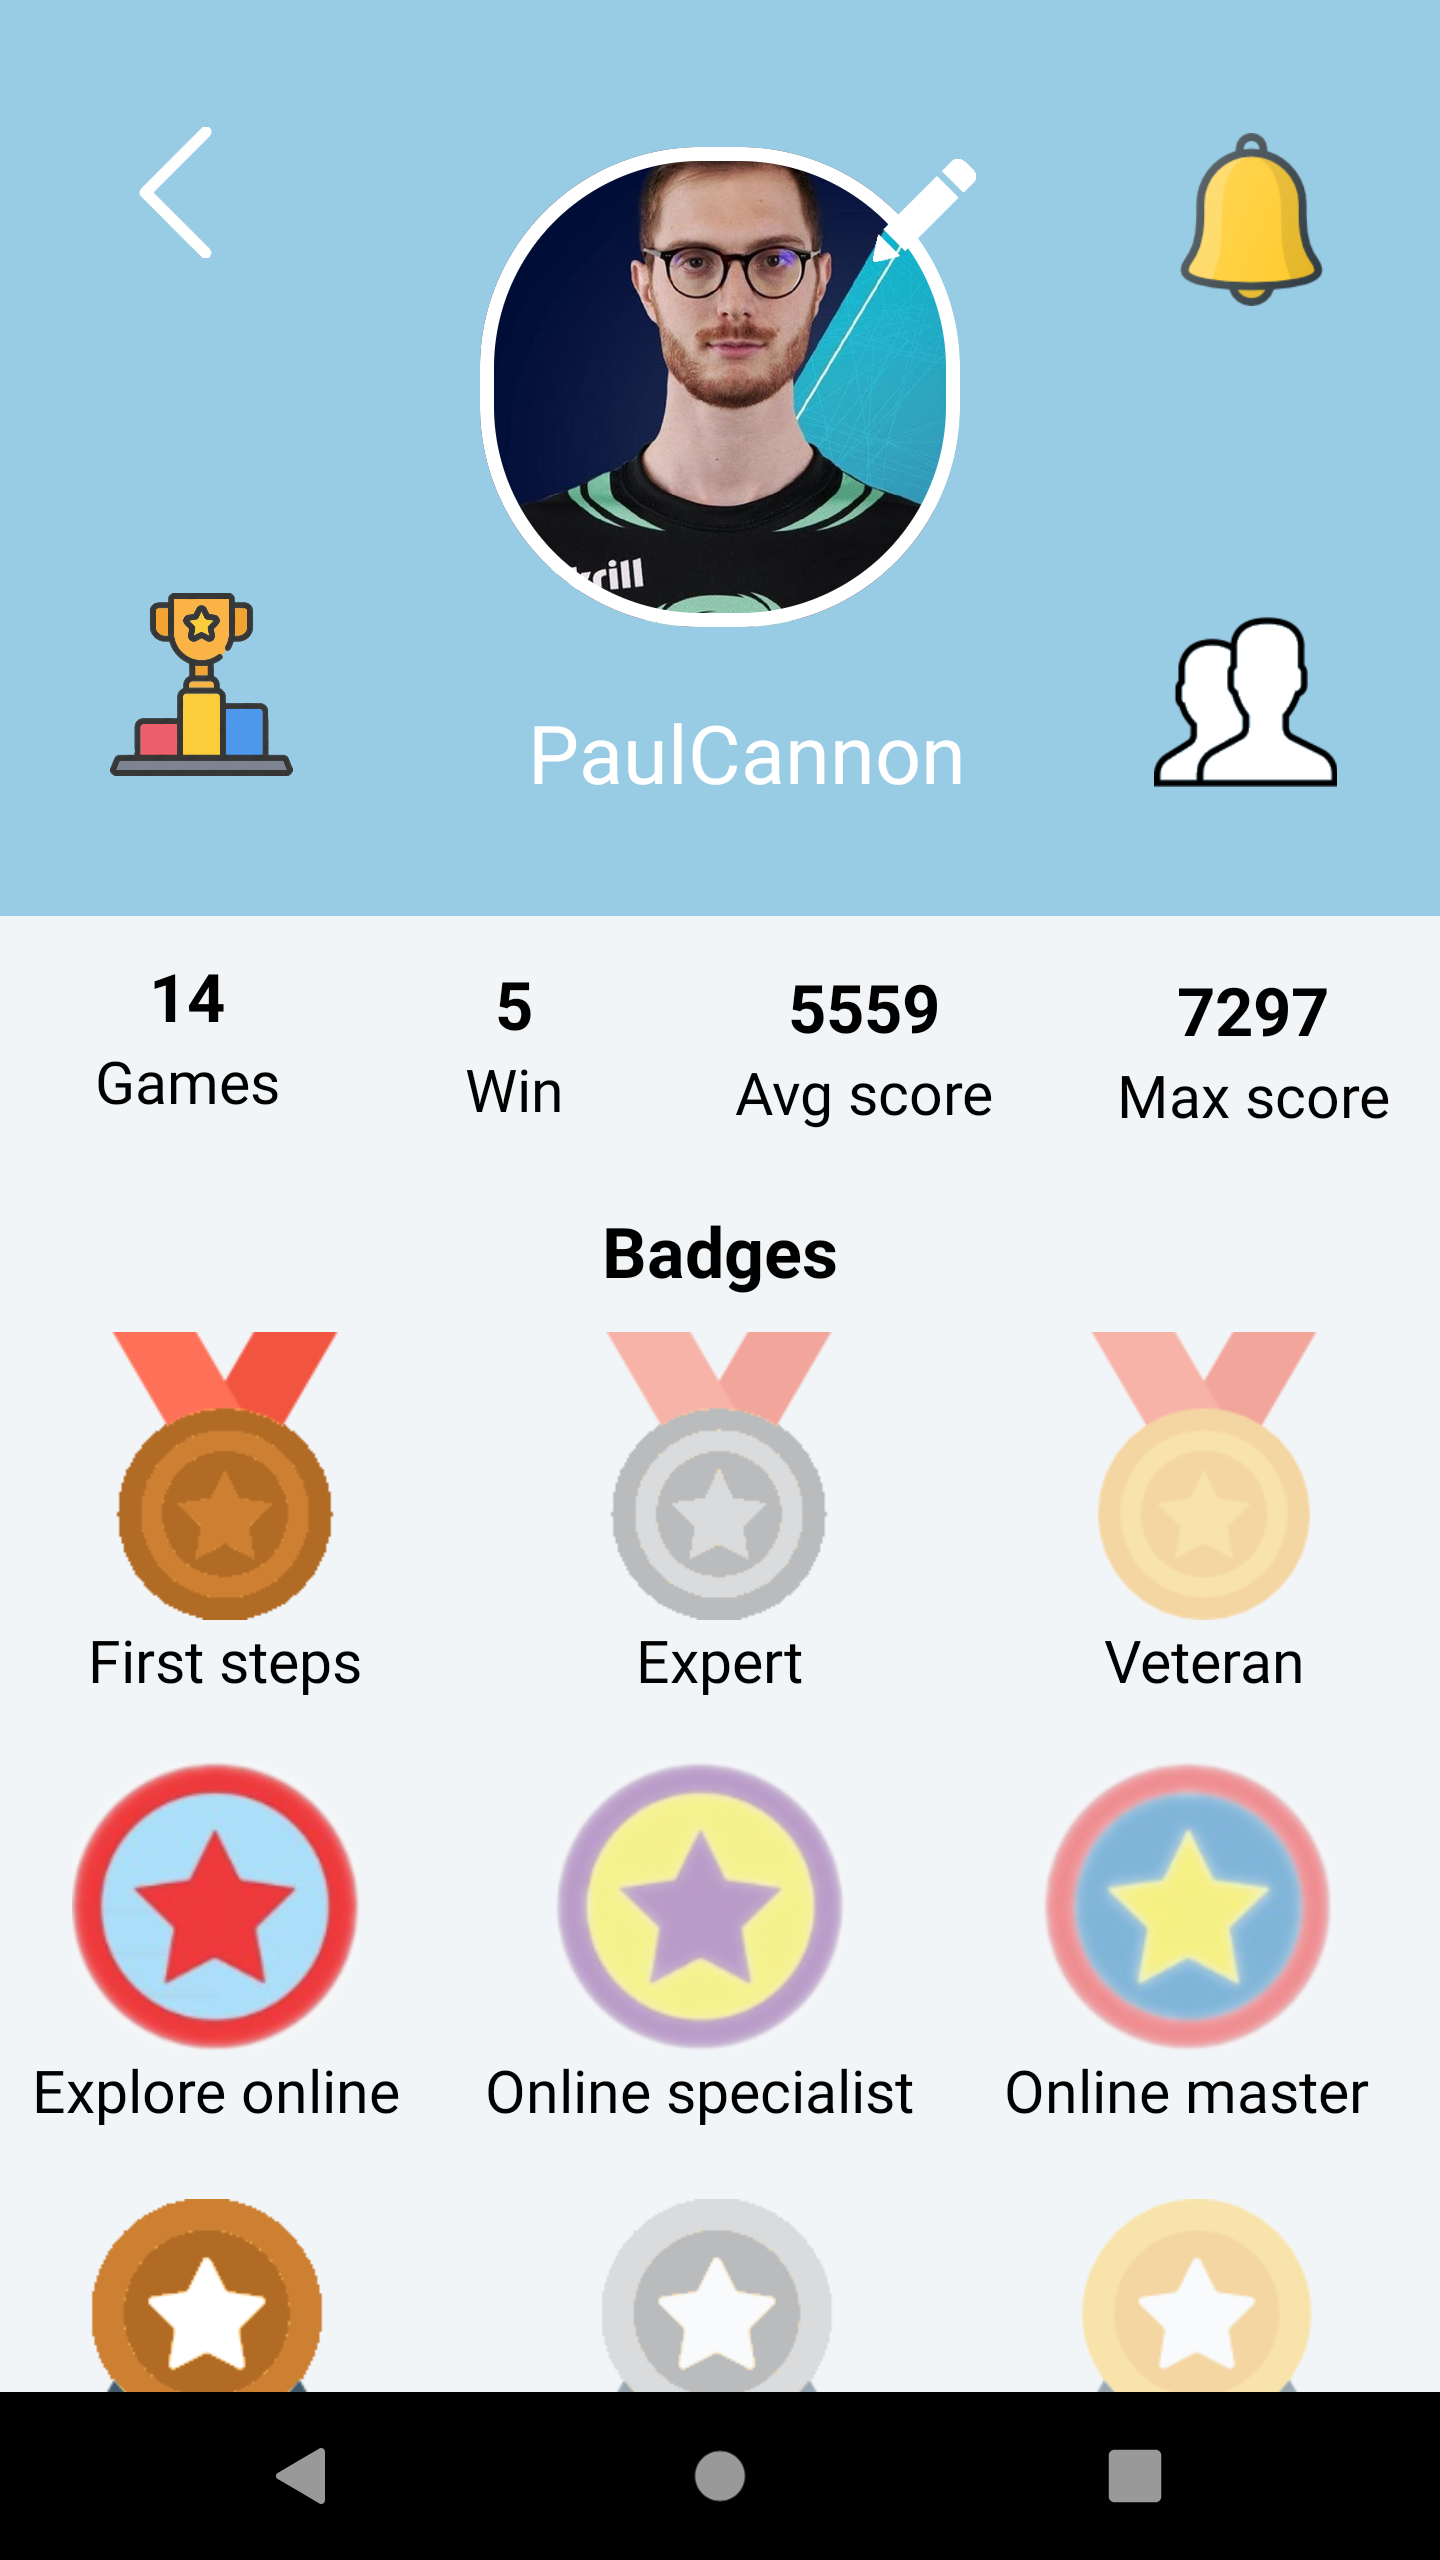 krill
PaulCannon
14
Games
5
Win
5559
Avg score
7297
Max score
Badges
First steps
Expert
Veteran
Explore online
Online specialist
Online master